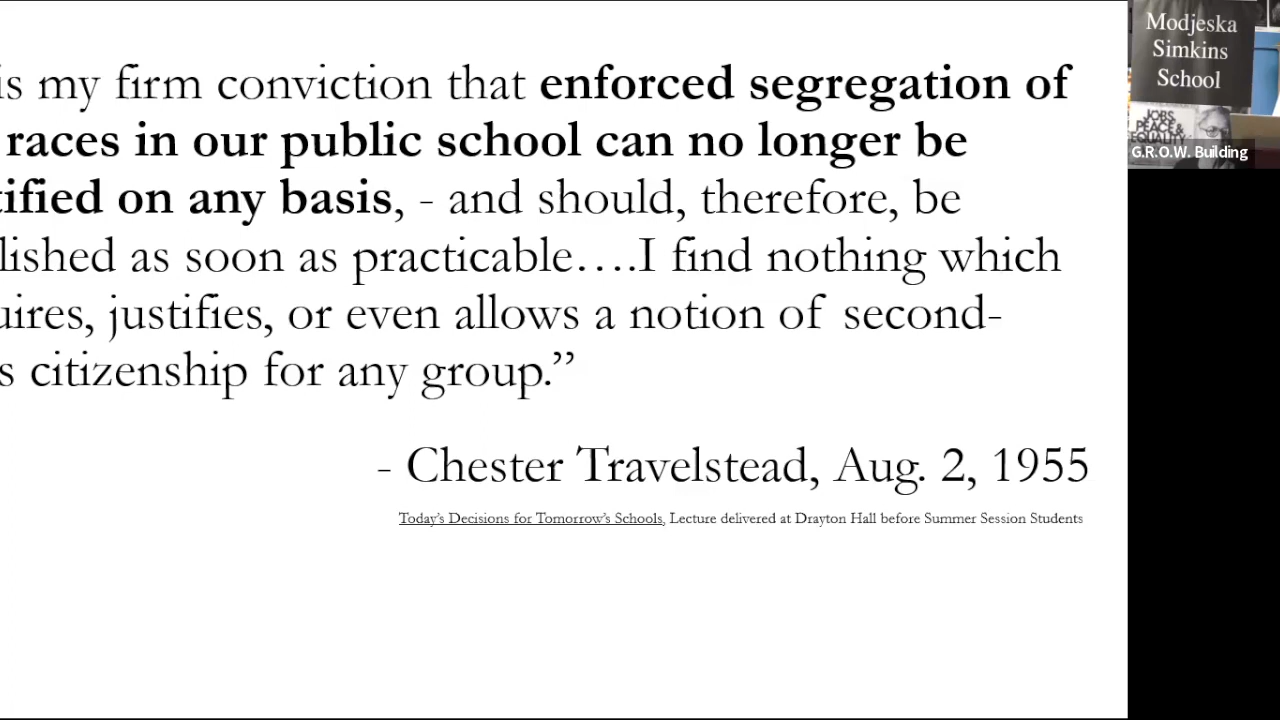 is my firm conviction that enforced segregation of
races in our public school can no longer be
tified on any basis, - and should, therefore, be
lished as soon as practicable….I find nothing which
uires, justifies, or even allows a notion of second-
s citizenship for any group.”
- Chester Travelstead, Aug. 2, 1955
Today’s Decisions for Tomorrow’s Schools, Lecture delivered at Drayton Hall before Summer Session Students
Modjeska
Simkins
School
JOBS,
PEACE &
EQUALITY
G.R.O.W. Building